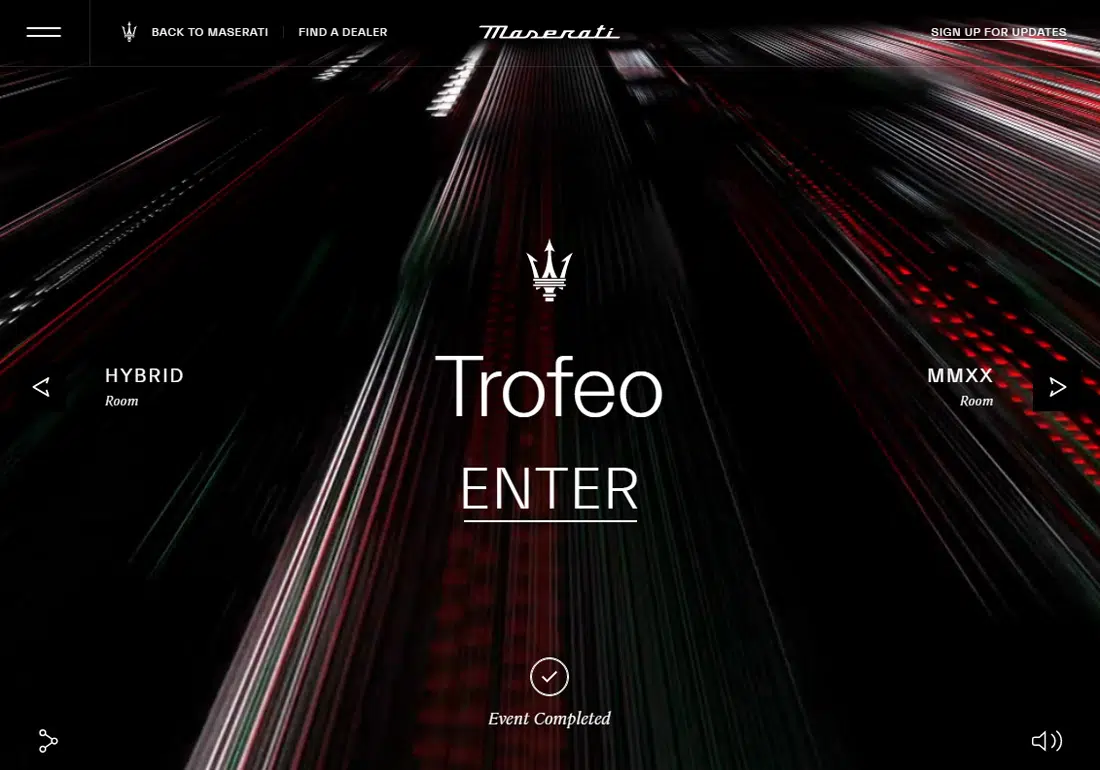 BACK TO MASERATI
FIND A DEALER
Maserati
SIGN UP FOR UPDATES
HYBRID
Room
Trofeo
ENTER
MMXX
Room
Event Completed